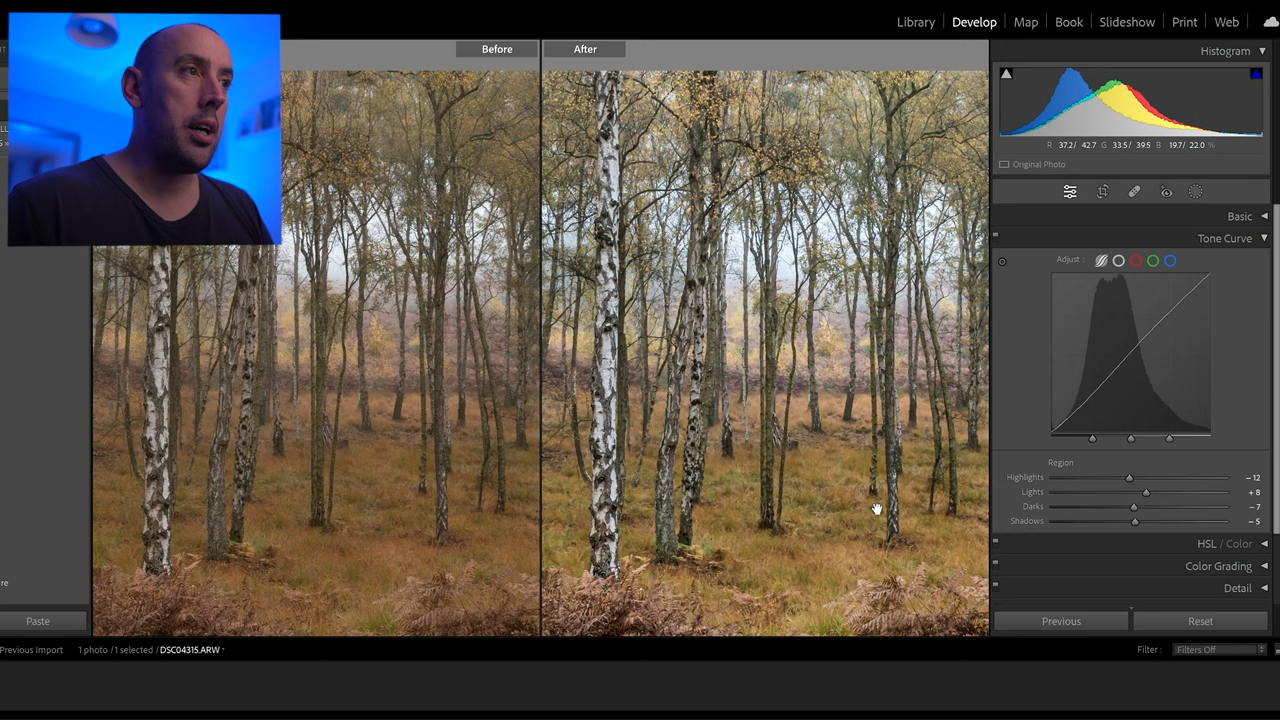 Library | Develop | Map | Book | Slideshow | Print | Web |
Before
After
Histogram
R 37.2/ 42.7 G 33.5/ 39.5 B 19.7/ 22.0 %
Original Photo
Basic
Tone Curve
Adjust :
Region
Highlights - 12
Lights + 8
Darks - 7
Shadows - 5
HSL / Color
Color Grading
Detail
re
Paste
Previous
Reset
Previous Import
1 photo / 1 selected / DSC04315.ARW
Filter :
Filters Off